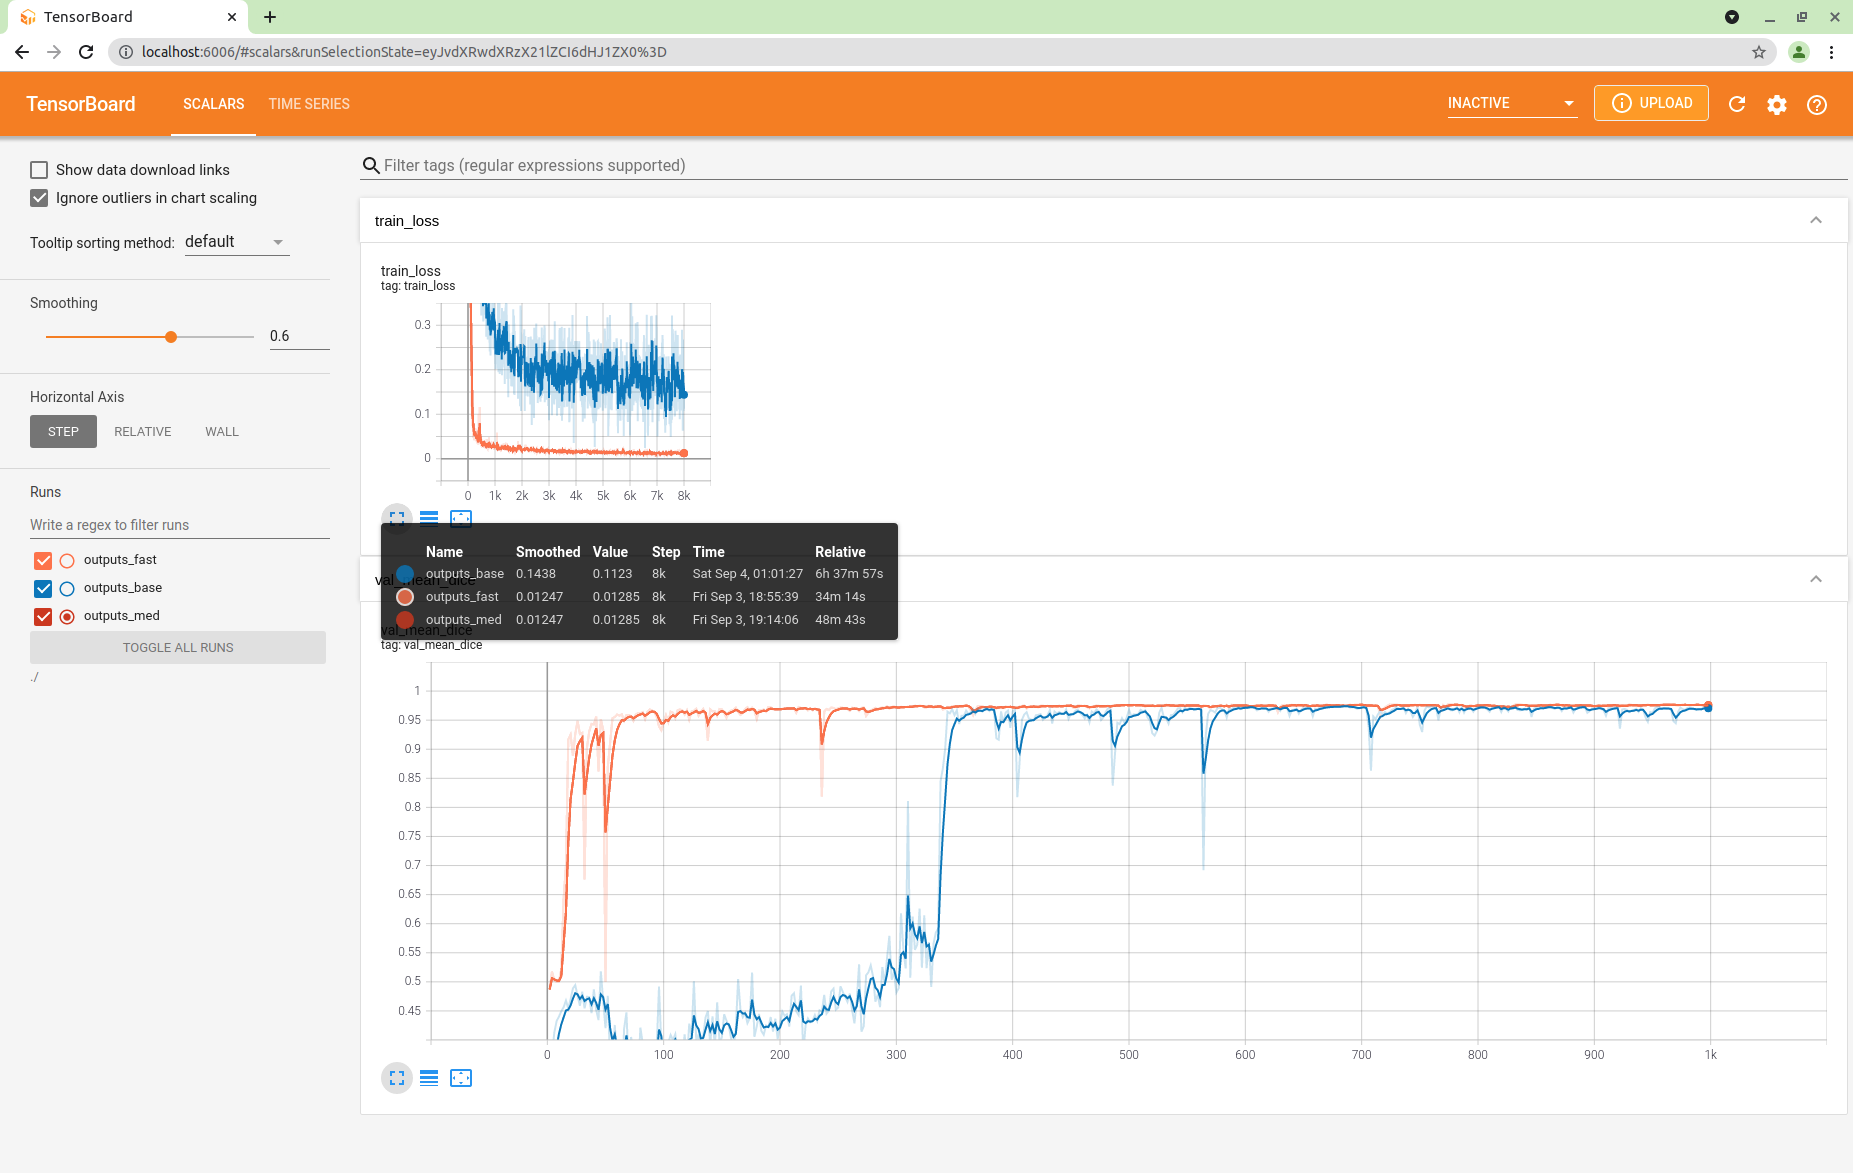 TensorBoard
localhost:6006/#scalars&runSelectionState=eyJvdXRwdXRzX21lZCI6dHJ1ZX0%3D
TensorBoard SCALARS TIME SERIES INACTIVE UPLOAD
Show data download links
Ignore outliers in chart scaling
Tooltip sorting method: default
Smoothing
0.6
Horizontal Axis
STEP RELATIVE WALL
Runs
Write a regex to filter runs
outputs_fast
outputs_base
outputs_med
TOGGLE ALL RUNS
./
Filter tags (regular expressions supported)
train_loss
train_loss
tag: train_loss
0.3
0.2
0.1
0
0 1k 2k 3k 4k 5k 6k 7k 8k
Name Smoothed Value Step Time Relative
outputs_base 0.1438 0.1123 8k Sat Sep 4, 01:01:27 6h 37m 57s
outputs_fast 0.01247 0.01285 8k Fri Sep 3, 18:55:39 34m 14s
outputs_med 0.01247 0.01285 8k Fri Sep 3, 19:14:06 48m 43s
val_mean_dice
val_mean_dice
tag: val_mean_dice
1
0.95
0.9
0.85
0.8
0.75
0.7
0.65
0.6
0.55
0.5
0.45
0 100 200 300 400 500 600 700 800 900 1k